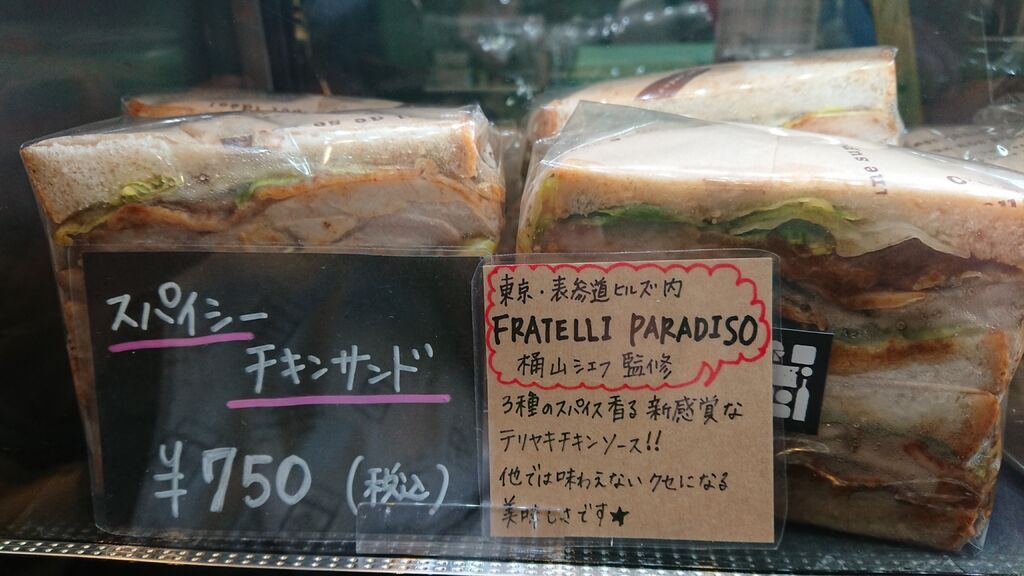 スパイシー
チキンサンド
¥750 (税込)
東京・表参道ヒルズ内
FRATELLI PARADISO
桶山シェフ 監修
3種のスパイス香る 新感覚な
テリヤキチキンソース!!
他では味わえない クセになる
美味しさです★